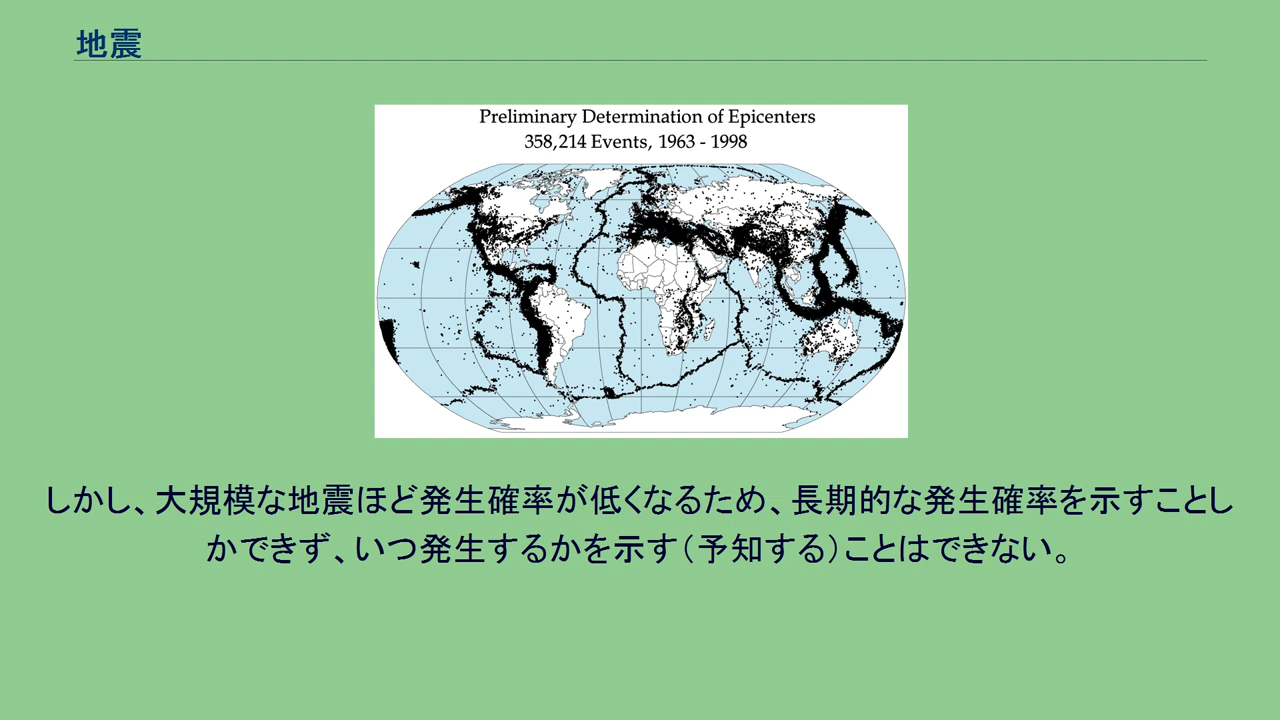 地震
Preliminary Determination of Epicenters
358,214 Events, 1963 - 1998
しかし、大規模な地震ほど発生確率が低くなるため、長期的な発生確率を示すことし
かできず、いつ発生するかを示す（予知する）ことはできない。